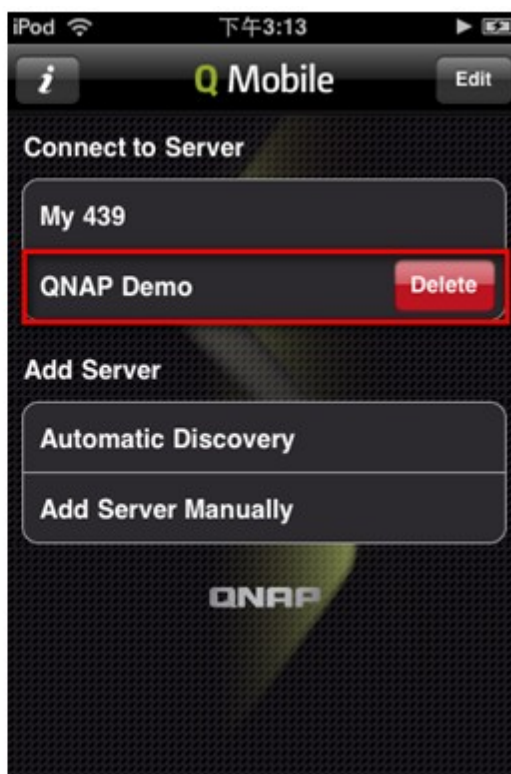 iPod 下午3:13
i Q Mobile Edit
Connect to Server
My 439
QNAP Demo Delete
Add Server
Automatic Discovery
Add Server Manually
QNAP